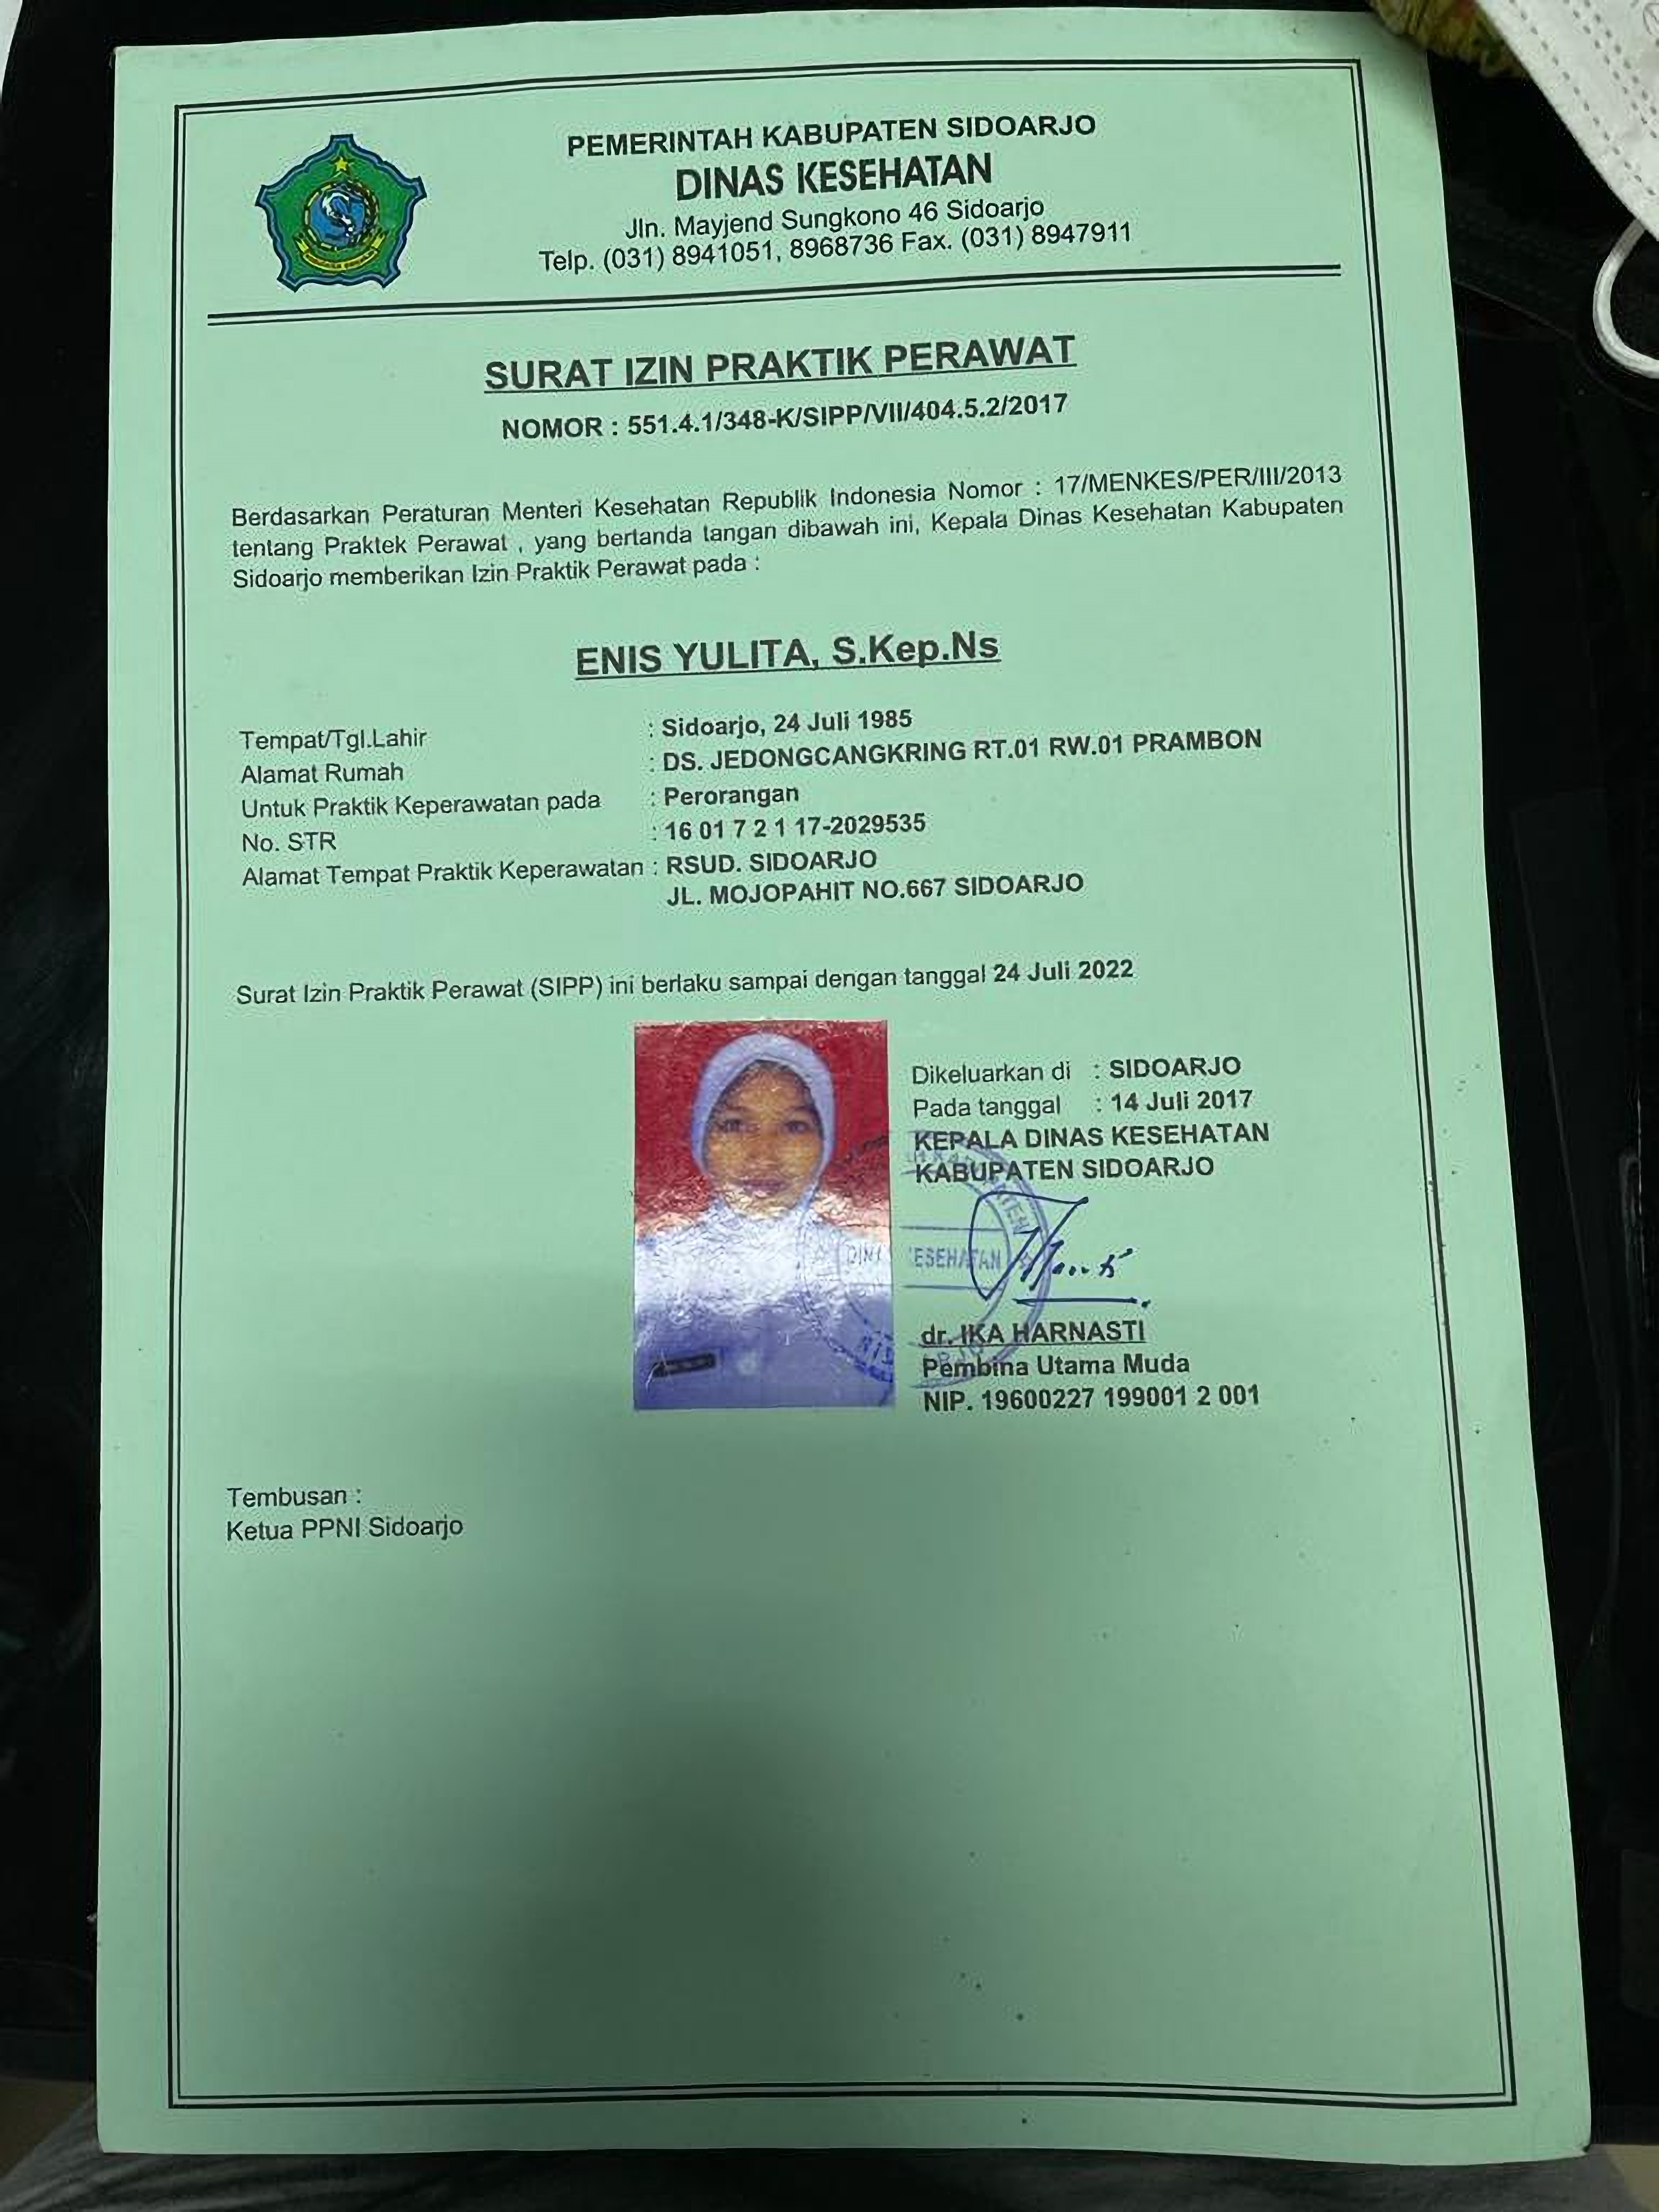 PEMERINTAH KABUPATEN SIDOARJO
DINAS KESEHATAN
Jln. Mayjend Sungkono 46 Sidoarjo
Telp. (031) 8941051, 8968736 Fax. (031) 8947911
SURAT IZIN PRAKTIK PERAWAT
NOMOR : 551.4.1/348-K/SIPP/VII/404.5.2/2017
Berdasarkan Peraturan Menteri Kesehatan Republik Indonesia Nomor : 17/MENKES/PER/III/2013
tentang Praktek Perawat , yang bertanda tangan dibawah ini, Kepala Dinas Kesehatan Kabupaten
Sidoarjo memberikan Izin Praktik Perawat pada :
ENIS YULITA, S.Kep.Ns
Tempat/Tgl.Lahir : Sidoarjo, 24 Juli 1985
Alamat Rumah : DS. JEDONGCANGKRING RT.01 RW.01 PRAMBON
Untuk Praktik Keperawatan pada : Perorangan
No. STR : 16 01 7 2 1 17-2029535
Alamat Tempat Praktik Keperawatan : RSUD. SIDOARJO
JL. MOJOPAHIT NO.667 SIDOARJO
Surat Izin Praktik Perawat (SIPP) ini berlaku sampai dengan tanggal 24 Juli 2022
Dikeluarkan di : SIDOARJO
Pada tanggal : 14 Juli 2017
KEPALA DINAS KESEHATAN
KABUPATEN SIDOARJO
dr. IKA HARNASTI
Pembina Utama Muda
NIP. 19600227 199001 2 001
Tembusan :
Ketua PPNI Sidoarjo